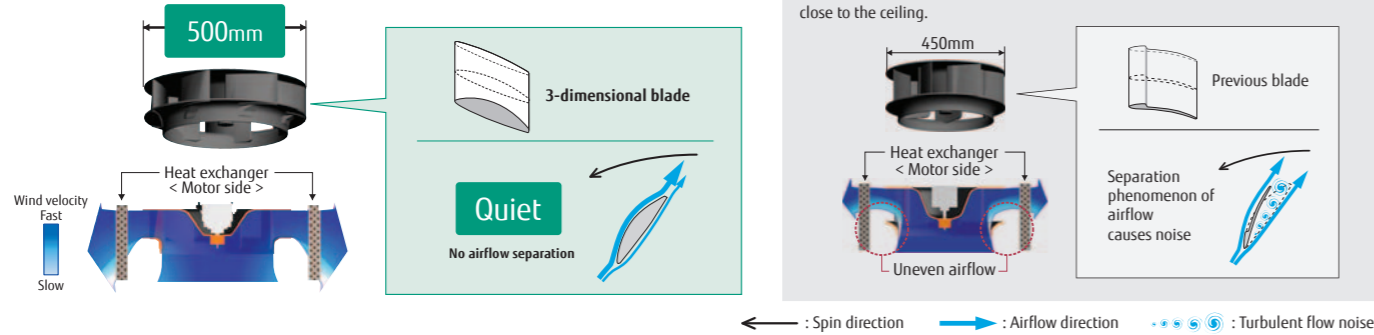 500mm
3-dimensional blade
Quiet
No airflow separation
Heat exchanger
< Motor side >
Wind velocity
Fast
Slow
close to the ceiling.
450mm
Previous blade
Heat exchanger
< Motor side >
Uneven airflow
Separation
phenomenon of
airflow
causes noise
: Spin direction
: Airflow direction
: Turbulent flow noise